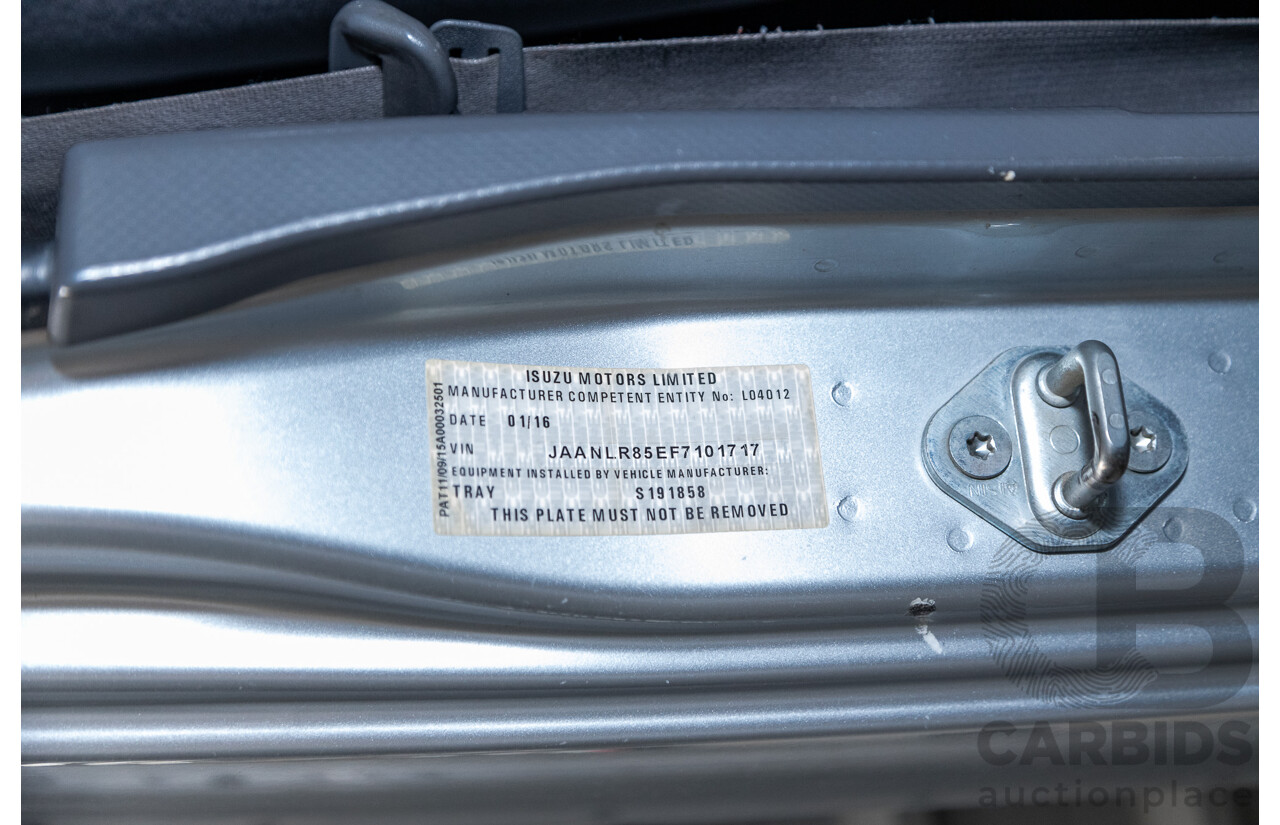 ISUZU MOTORS LIMITED
MANUFACTURER COMPETENT ENTITY No: L04012
DATE 01/16
VIN JAANLR85EF7101717
EQUIPMENT INSTALLED BY VEHICLE MANUFACTURER:
TRAY S191858
THIS PLATE MUST NOT BE REMOVED
PAT11/09/15A00032501
CB
CARBIDS
auctionplace